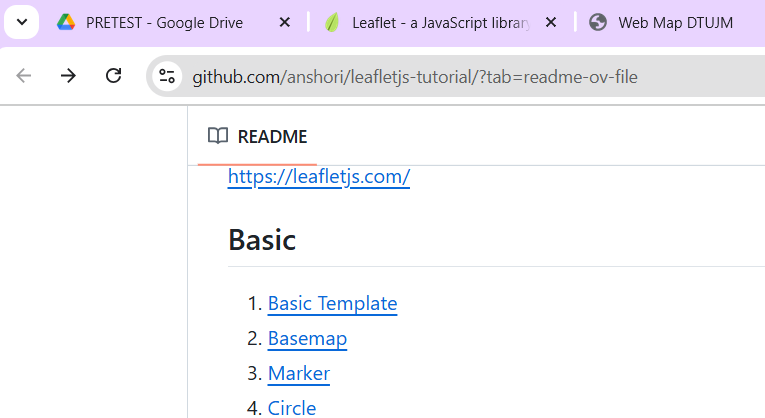 PRETEST - Google Drive
Leaflet - a JavaScript library
Web Map DTUJM
github.com/anshori/leafletjs-tutorial/?tab=readme-ov-file
README
https://leafletjs.com/
Basic
1. Basic Template
2. Basemap
3. Marker
4. Circle